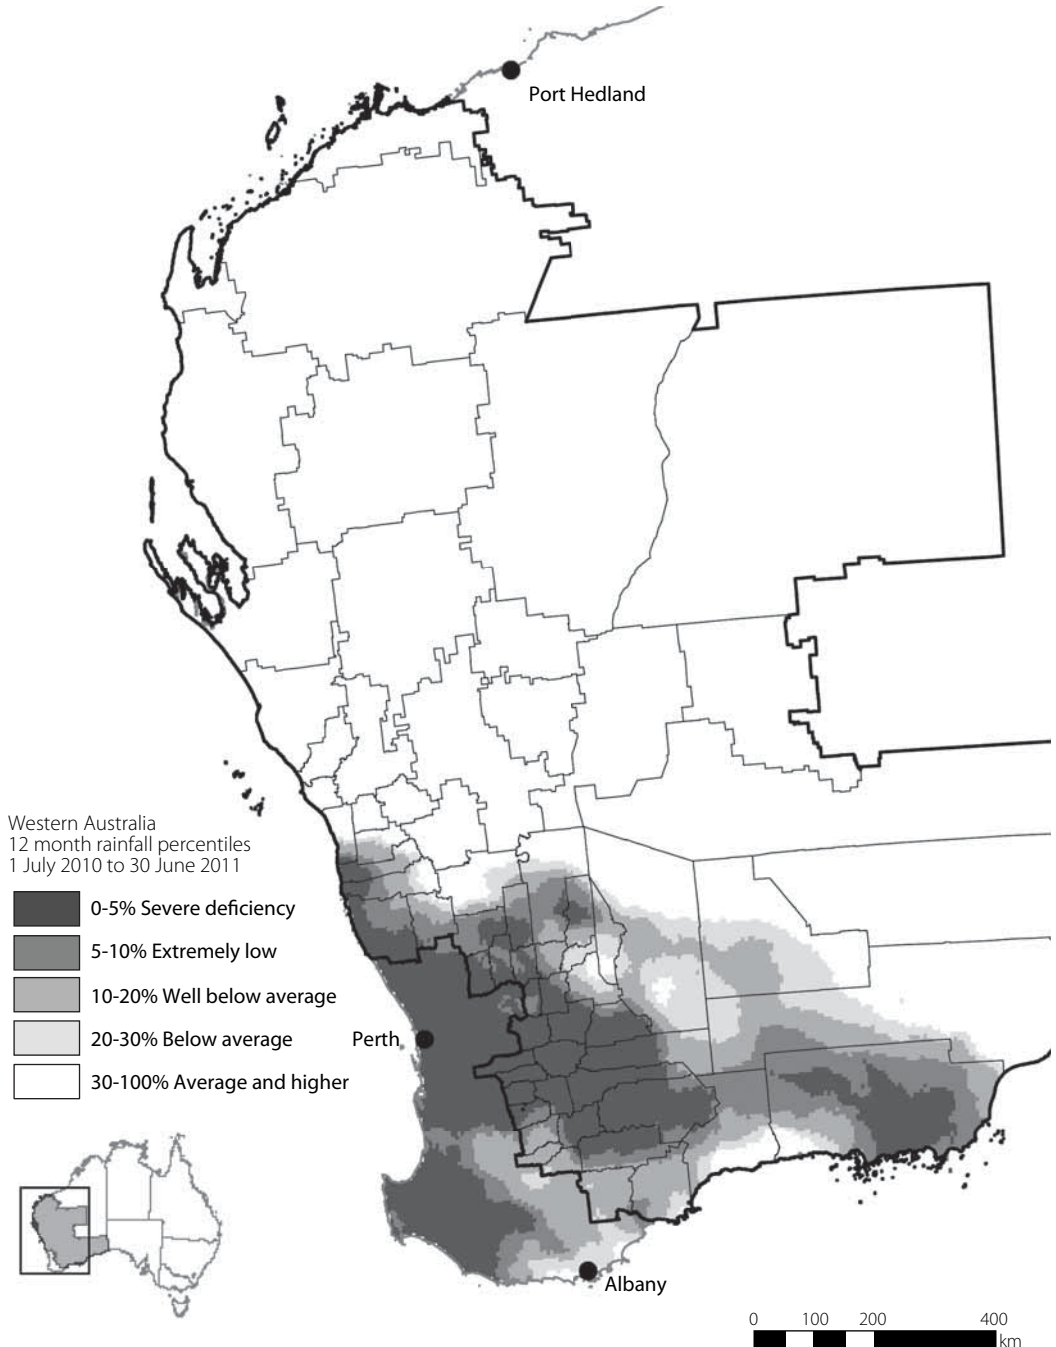 Port Hedland
Western Australia
12 month rainfall percentiles
1 July 2010 to 30 June 2011
0-5% Severe deficiency
5-10% Extremely low
10-20% Well below average
20-30% Below average
30-100% Average and higher
Perth
Albany
0 100 200 400
km